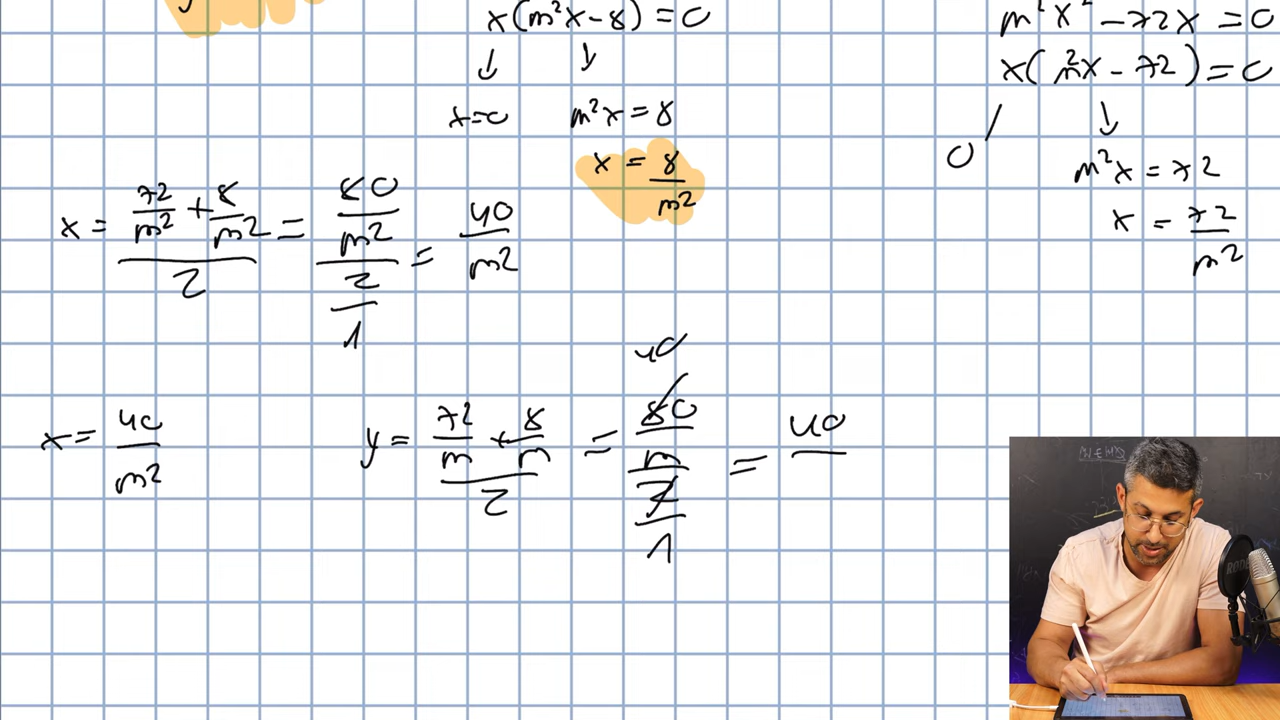 x(m²x-8)=0
↓ ↓
x=0 m²x=8
x = 8/m²
m²x²-72x=0
x(m²x-72)=0
/ ↓
0 m²x=72
x = 72/m²
x = (72/m² + 8/m²)/2 = (80/m²)/(2/1) = 40/m²
40
x = 40/m² y = (72/m + 8/m)/2 = (80/m)/(2/1) = 40
RODE